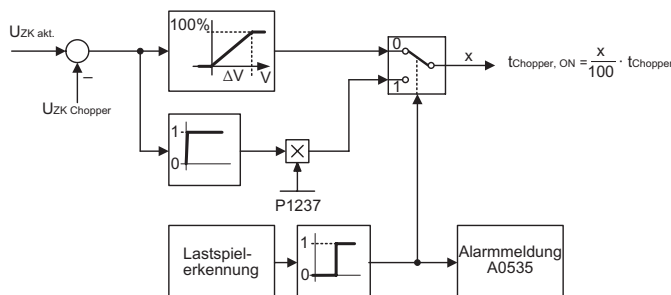 UZK akt.
100%
ΔV
V
UZK Chopper
1
0
P1237
0
1
x
tChopper, ON = x/100 · tChopper
Lastspiel-
erkennung
1
0
Alarmmeldung
A0535